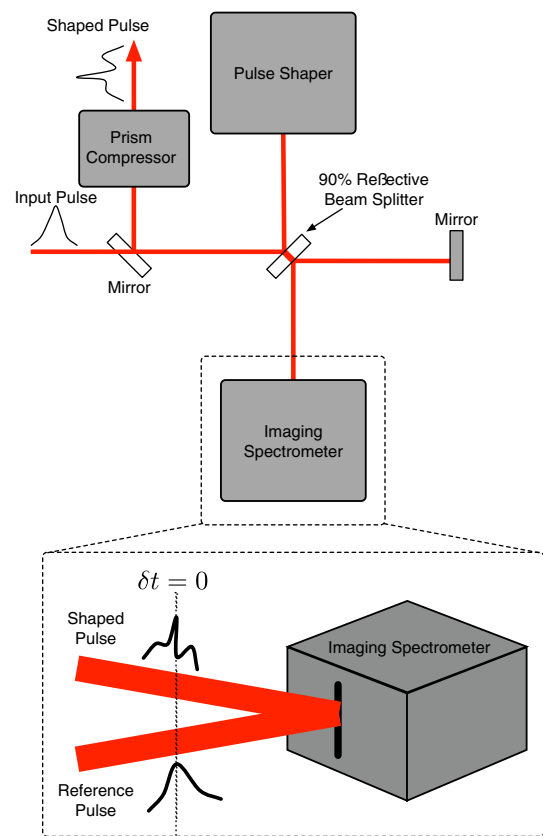 Shaped Pulse
Pulse Shaper
Prism
Compressor
90% Reßective
Beam Splitter
Input Pulse
Mirror
Mirror
Imaging
Spectrometer
δt = 0
Shaped
Pulse
Imaging Spectrometer
Reference
Pulse